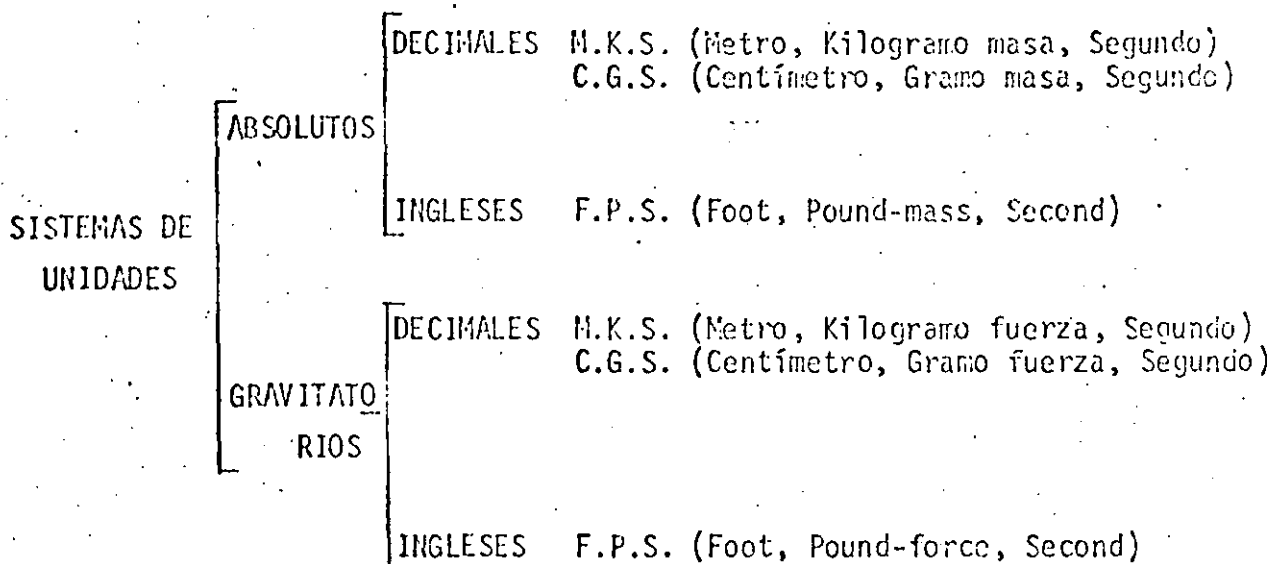 DECIMALES M.K.S. (Metro, Kilogramo masa, Segundo)
C.G.S. (Centímetro, Gramo masa, Segundo)
ABSOLUTOS
INGLESES F.P.S. (Foot, Pound-mass, Second)
SISTEMAS DE
UNIDADES
DECIMALES M.K.S. (Metro, Kilogramo fuerza, Segundo)
C.G.S. (Centímetro, Gramo fuerza, Segundo)
GRAVITATO
RIOS
INGLESES F.P.S. (Foot, Pound-force, Second)